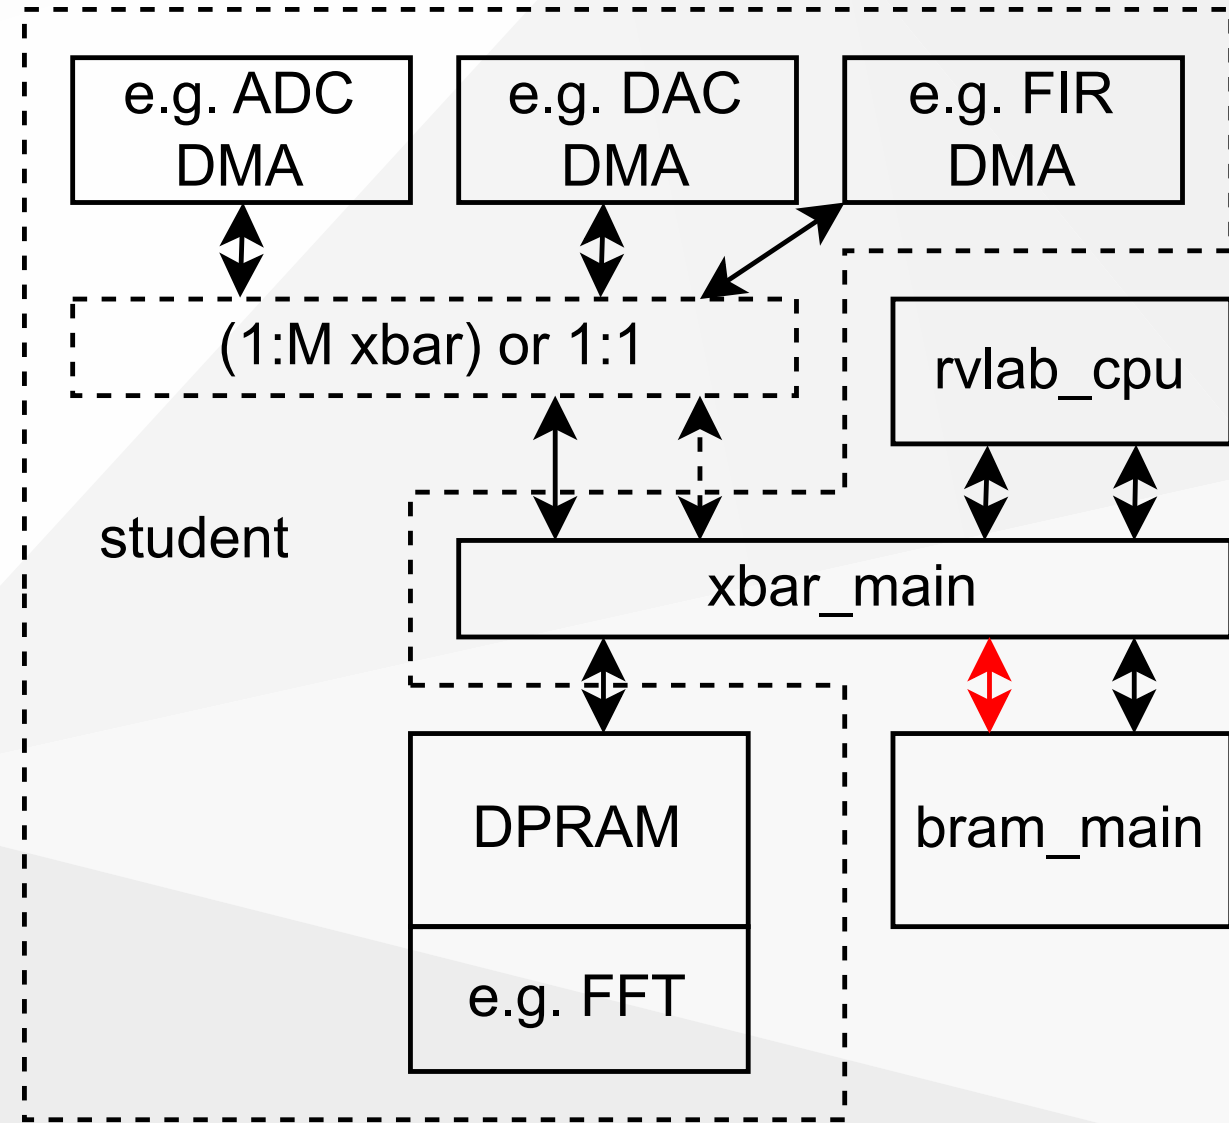 e.g. ADC
DMA
e.g. DAC
DMA
e.g. FIR
DMA
(1:M xbar) or 1:1
rvlab_cpu
student
xbar_main
DPRAM
bram_main
e.g. FFT